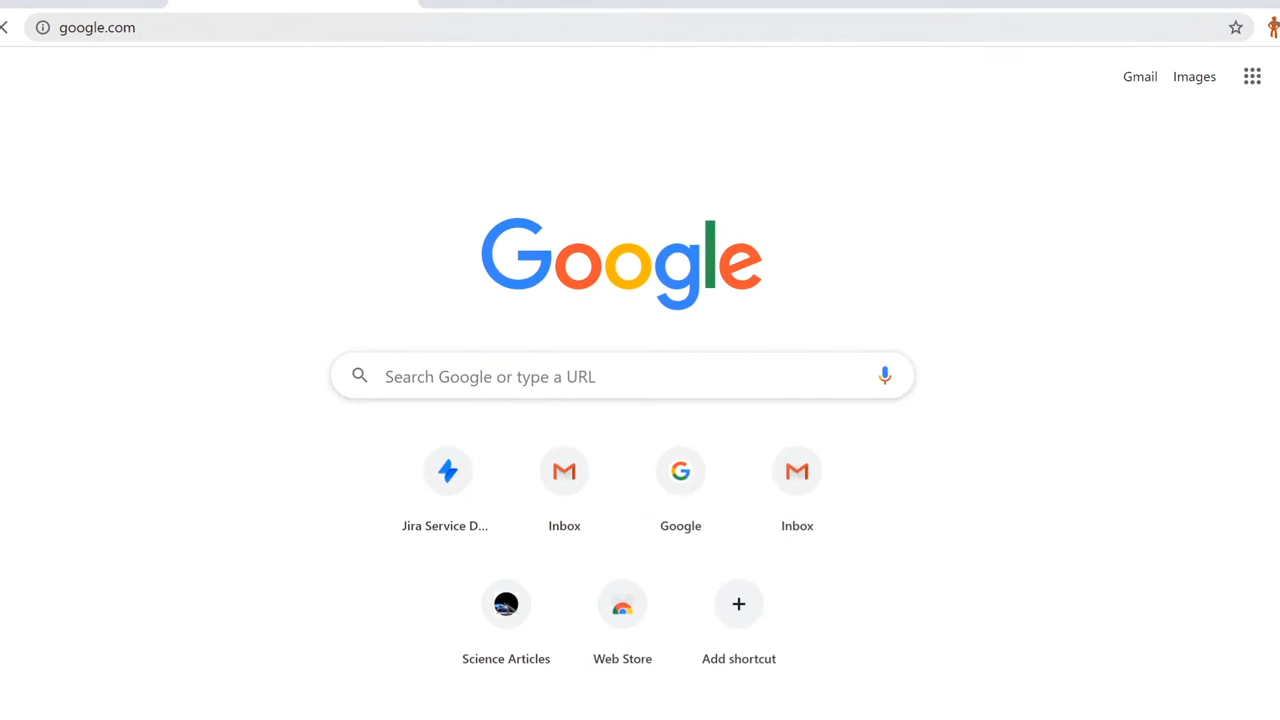 google.com
Gmail Images
Google
Search Google or type a URL
Jira Service D... Inbox Google Inbox
Science Articles Web Store Add shortcut